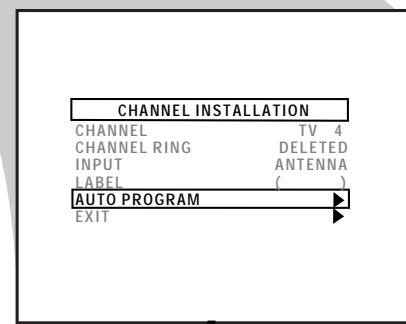 CHANNEL INSTALLATION
CHANNEL TV 4
CHANNEL RING DELETED
INPUT ANTENNA
LABEL ( )
AUTO PROGRAM ▶
EXIT ▶